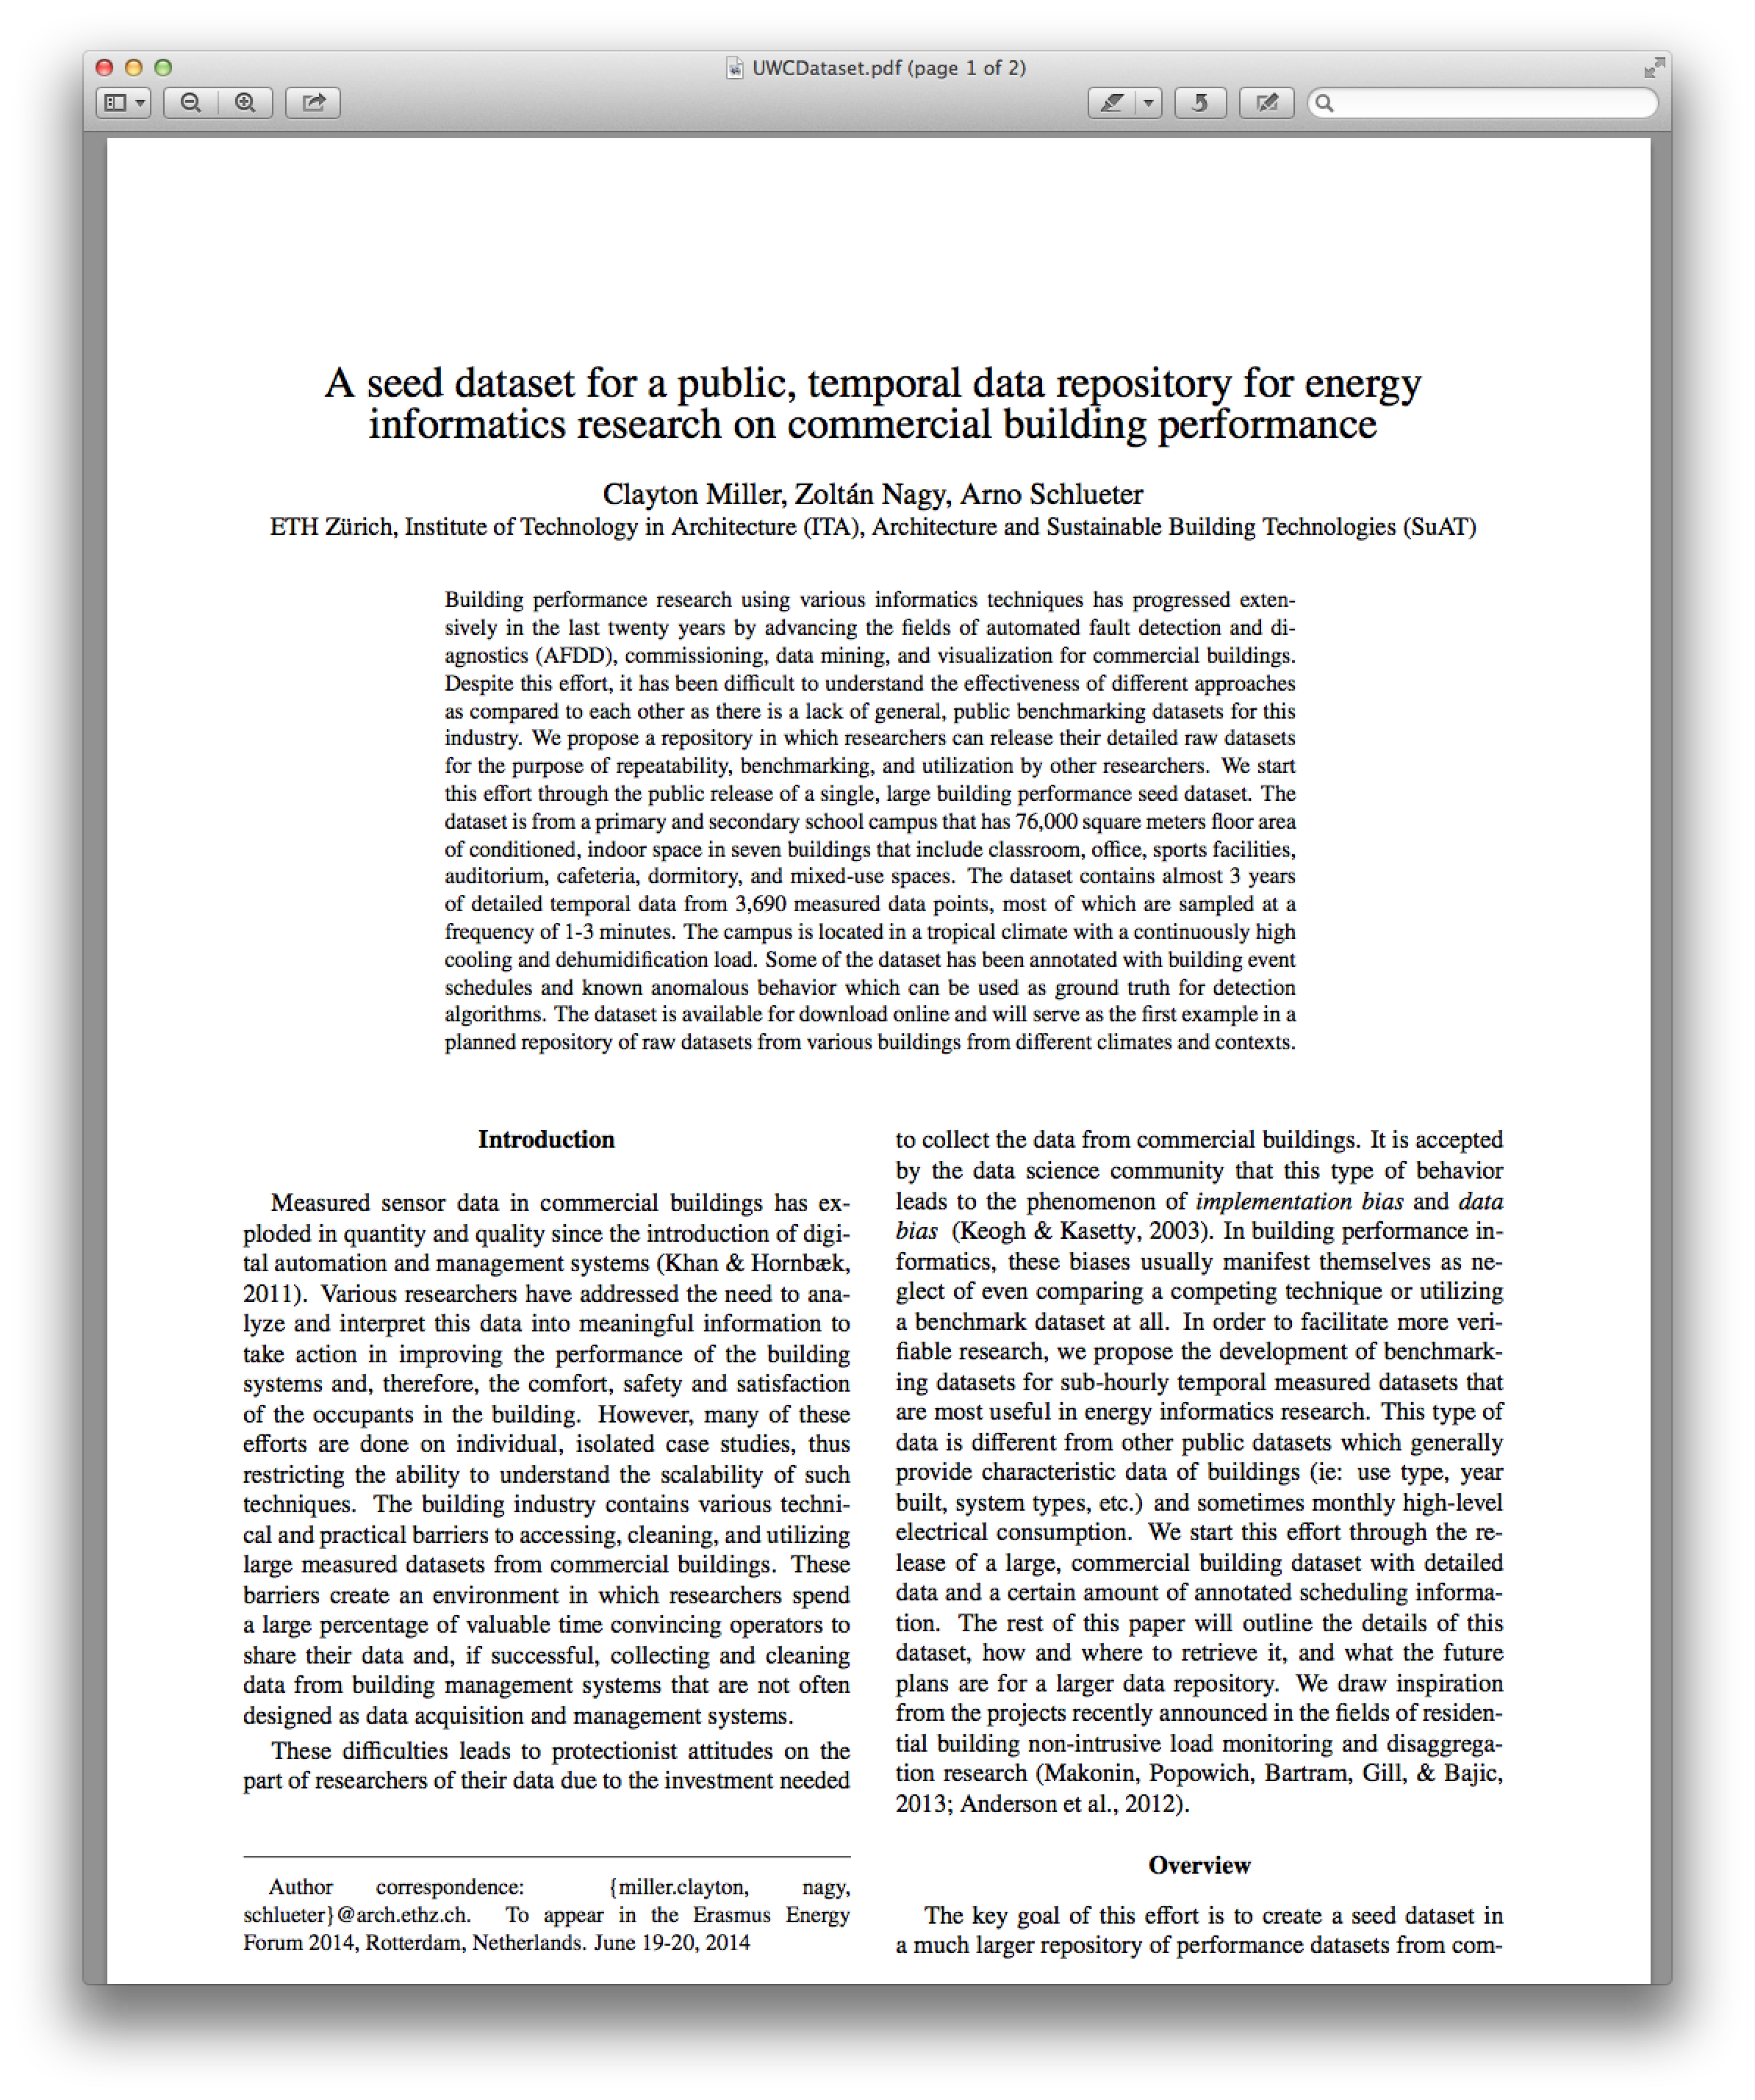 UWCDataset.pdf (page 1 of 2)
A seed dataset for a public, temporal data repository for energy
informatics research on commercial building performance
Clayton Miller, Zoltán Nagy, Arno Schlueter
ETH Zürich, Institute of Technology in Architecture (ITA), Architecture and Sustainable Building Technologies (SuAT)
Building performance research using various informatics techniques has progressed exten-
sively in the last twenty years by advancing the fields of automated fault detection and di-
agnostics (AFDD), commissioning, data mining, and visualization for commercial buildings.
Despite this effort, it has been difficult to understand the effectiveness of different approaches
as compared to each other as there is a lack of general, public benchmarking datasets for this
industry. We propose a repository in which researchers can release their detailed raw datasets
for the purpose of repeatability, benchmarking, and utilization by other researchers. We start
this effort through the public release of a single, large building performance seed dataset. The
dataset is from a primary and secondary school campus that has 76,000 square meters floor area
of conditioned, indoor space in seven buildings that include classroom, office, sports facilities,
auditorium, cafeteria, dormitory, and mixed-use spaces. The dataset contains almost 3 years
of detailed temporal data from 3,690 measured data points, most of which are sampled at a
frequency of 1-3 minutes. The campus is located in a tropical climate with a continuously high
cooling and dehumidification load. Some of the dataset has been annotated with building event
schedules and known anomalous behavior which can be used as ground truth for detection
algorithms. The dataset is available for download online and will serve as the first example in a
planned repository of raw datasets from various buildings from different climates and contexts.
Introduction
Measured sensor data in commercial buildings has ex-
ploded in quantity and quality since the introduction of digi-
tal automation and management systems (Khan & Hornbæk,
2011). Various researchers have addressed the need to ana-
lyze and interpret this data into meaningful information to
take action in improving the performance of the building
systems and, therefore, the comfort, safety and satisfaction
of the occupants in the building. However, many of these
efforts are done on individual, isolated case studies, thus
restricting the ability to understand the scalability of such
techniques. The building industry contains various techni-
cal and practical barriers to accessing, cleaning, and utilizing
large measured datasets from commercial buildings. These
barriers create an environment in which researchers spend
a large percentage of valuable time convincing operators to
share their data and, if successful, collecting and cleaning
data from building management systems that are not often
designed as data acquisition and management systems.
These difficulties leads to protectionist attitudes on the
part of researchers of their data due to the investment needed
Author correspondence: {miller.clayton, nagy,
schlueter}@arch.ethz.ch. To appear in the Erasmus Energy
Forum 2014, Rotterdam, Netherlands. June 19-20, 2014
to collect the data from commercial buildings. It is accepted
by the data science community that this type of behavior
leads to the phenomenon of implementation bias and data
bias (Keogh & Kasetty, 2003). In building performance in-
formatics, these biases usually manifest themselves as ne-
glect of even comparing a competing technique or utilizing
a benchmark dataset at all. In order to facilitate more veri-
fiable research, we propose the development of benchmark-
ing datasets for sub-hourly temporal measured datasets that
are most useful in energy informatics research. This type of
data is different from other public datasets which generally
provide characteristic data of buildings (ie: use type, year
built, system types, etc.) and sometimes monthly high-level
electrical consumption. We start this effort through the re-
lease of a large, commercial building dataset with detailed
data and a certain amount of annotated scheduling informa-
tion. The rest of this paper will outline the details of this
dataset, how and where to retrieve it, and what the future
plans are for a larger data repository. We draw inspiration
from the projects recently announced in the fields of residen-
tial building non-intrusive load monitoring and disaggrega-
tion research (Makonin, Popowich, Bartram, Gill, & Bajic,
2013; Anderson et al., 2012).
Overview
The key goal of this effort is to create a seed dataset in
a much larger repository of performance datasets from com-